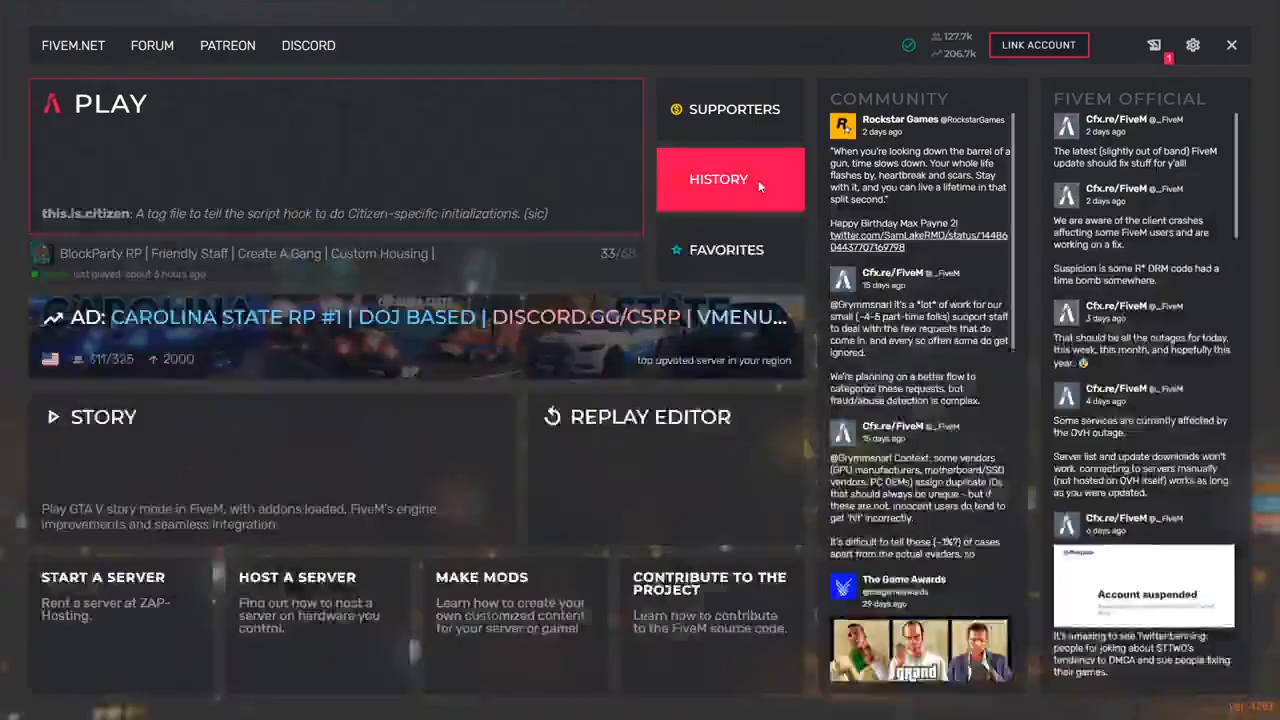 FIVEM.NET
FORUM
PATREON
DISCORD
127.7k
206.7k
LINK ACCOUNT
1
PLAY
this.is.citizen: A tag file to tell the script hook to do Citizen-specific initializations. (sic)
BlockParty RP | Friendly Staff | Create A Gang | Custom Housing |
33/68
last played: about 3 hours ago
SUPPORTERS
HISTORY
FAVORITES
AD: CAROLINA STATE RP #1 | DOJ BASED | DISCORD.GG/CSRP | VMENU...
311/325
2000
top upvoted server in your region
STORY
Play GTA V story mode in FiveM, with addons loaded, FiveM's engine
improvements and seamless integration
REPLAY EDITOR
START A SERVER
Rent a server at ZAP-
Hosting.
HOST A SERVER
Find out how to host a
server on hardware you
control.
MAKE MODS
Learn how to create your
own customized content
for your server or game!
CONTRIBUTE TO THE
PROJECT
Learn how to contribute
to the FiveM source code.
COMMUNITY
Rockstar Games @RockstarGames
2 days ago
"When you're looking down the barrel of a
gun, time slows down. Your whole life
flashes by, heartbreak and scars. Stay
with it, and you can live a lifetime in that
split second."
Happy Birthday Max Payne 2!
twitter.com/SamLakeRMD/status/14486
04437707169798
Cfx.re/FiveM @_FiveM
15 days ago
@Grymmsnarl it's a *lot* of work for our
small (~4-5 part-time folks) support staff
to deal with the few requests that do
come in, and every so often some do get
ignored.
We're planning on a better flow to
categorize these requests, but
fraud/abuse detection is complex.
Cfx.re/FiveM @_FiveM
15 days ago
@Grymmsnarl Context: some vendors
(GPU manufacturers, motherboard/SSD
vendors, PC OEMs) assign duplicate IDs
that should always be unique - but if
these are not, innocent users do tend to
get 'hit' incorrectly.
It's difficult to tell these (~1%?) of cases
apart from the actual evaders, so
The Game Awards
@thegameawards
29 days ago
grand
FIVEM OFFICIAL
Cfx.re/FiveM @_FiveM
2 days ago
The latest (slightly out of band) FiveM
update should fix stuff for y'all!
Cfx.re/FiveM @_FiveM
2 days ago
We are aware of the client crashes
affecting some FiveM users and are
working on a fix.
Suspicion is some R* DRM code had a
time bomb somewhere.
Cfx.re/FiveM @_FiveM
3 days ago
That should be all the outages for today,
this week, this month, and hopefully this
year. 🤣
Cfx.re/FiveM @_FiveM
4 days ago
Some services are currently affected by
the OVH outage.
Server list and update downloads won't
work, connecting to servers manually
(not hosted on OVH itself) works as long
as you were updated.
Cfx.re/FiveM @_FiveM
6 days ago
Account suspended
It's amazing to see Twitter banning
people for joking about $TTWO's
tendency to DMCA and sue people fixing
their games.